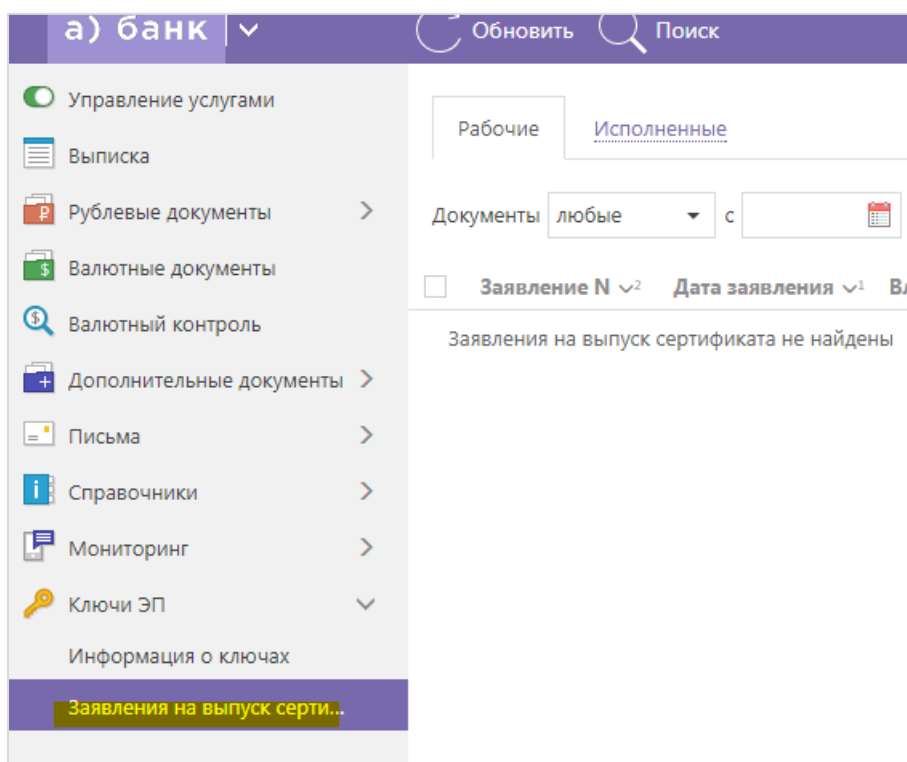 а) банк
Обновить
Поиск
Управление услугами
Выписка
Рублевые документы
Валютные документы
Валютный контроль
Дополнительные документы
Письма
Справочники
Мониторинг
Ключи ЭП
Информация о ключах
Заявления на выпуск серти...
Рабочие
Исполненные
Документы любые с
Заявление N 2 Дата заявления 1
Заявления на выпуск сертификата не найдены